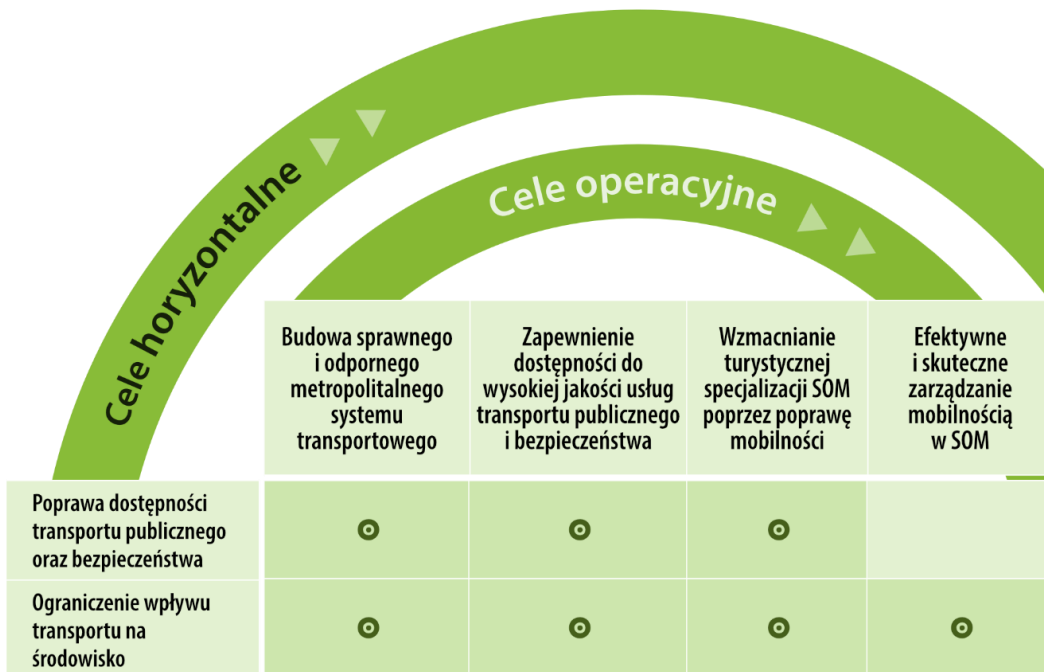 Cele horyzontalne
Cele operacyjne
Budowa sprawnego
i odpornego
metropolitalnego
systemu
transportowego
Zapewnienie
dostępności do
wysokiej jakości usług
transportu publicznego
i bezpieczeństwa
Wzmacnianie
turystycznej
specjalizacji SOM
poprzez poprawę
mobilności
Efektywne
i skuteczne
zarządzanie
mobilnością
w SOM
Poprawa dostępności
transportu publicznego
oraz bezpieczeństwa
Ograniczenie wpływu
transportu na
środowisko